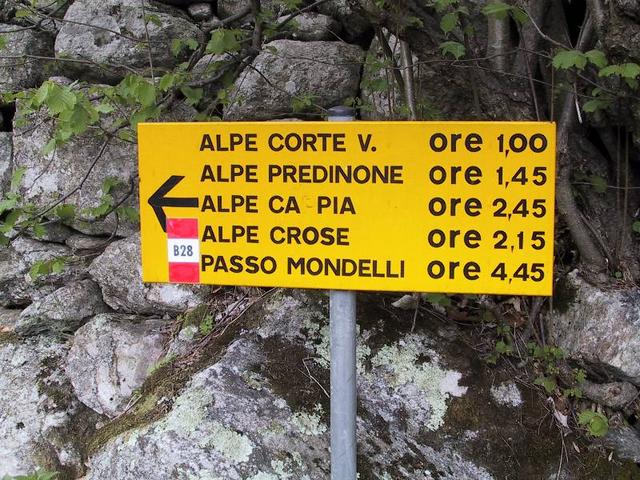 ALPE CORTE V. ore 1,00
ALPE PREDINONE ore 1,45
ALPE CA PIA ore 2,45
ALPE CROSE ore 2,15
B28
PASSO MONDELLI ore 4,45